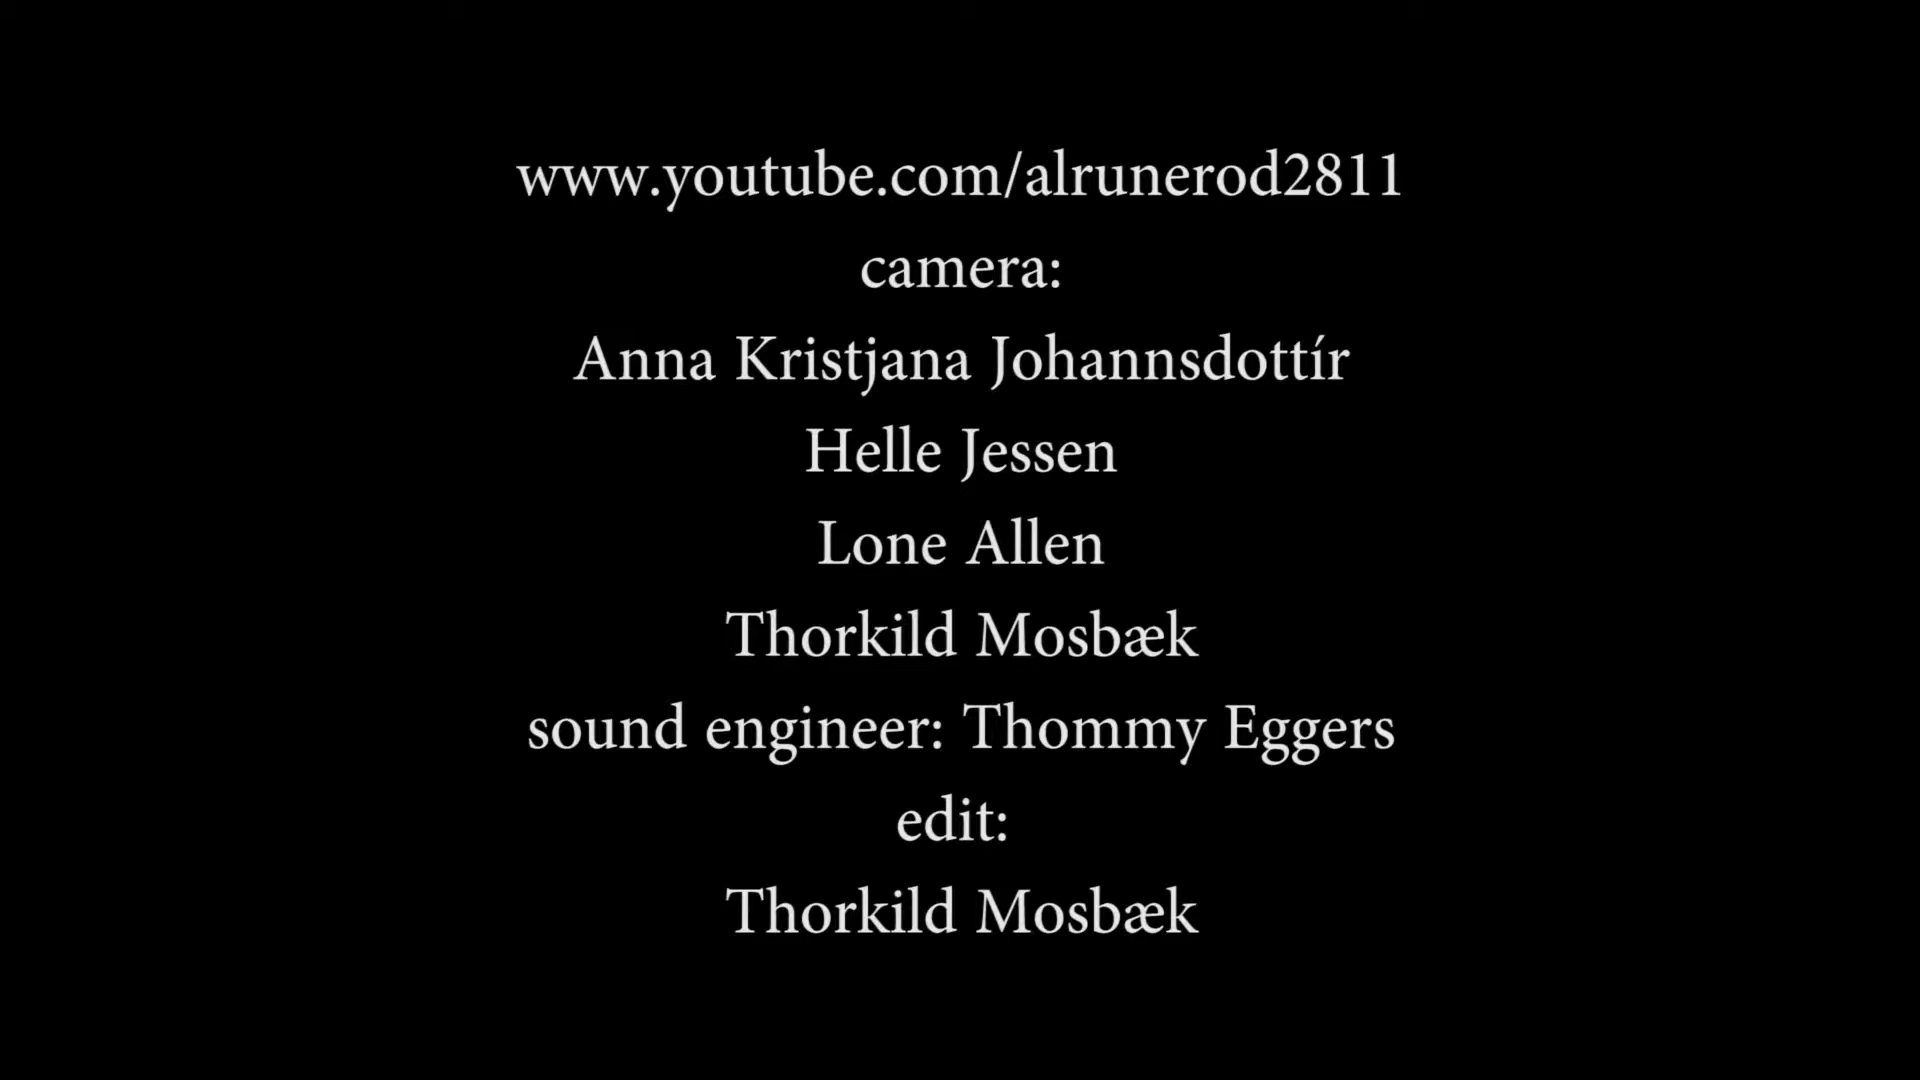 www.youtube.com/alrunerod2811
camera:
Anna Kristjana Johannsdottír
Helle Jessen
Lone Allen
Thorkild Mosbæk
sound engineer: Thommy Eggers
edit:
Thorkild Mosbæk